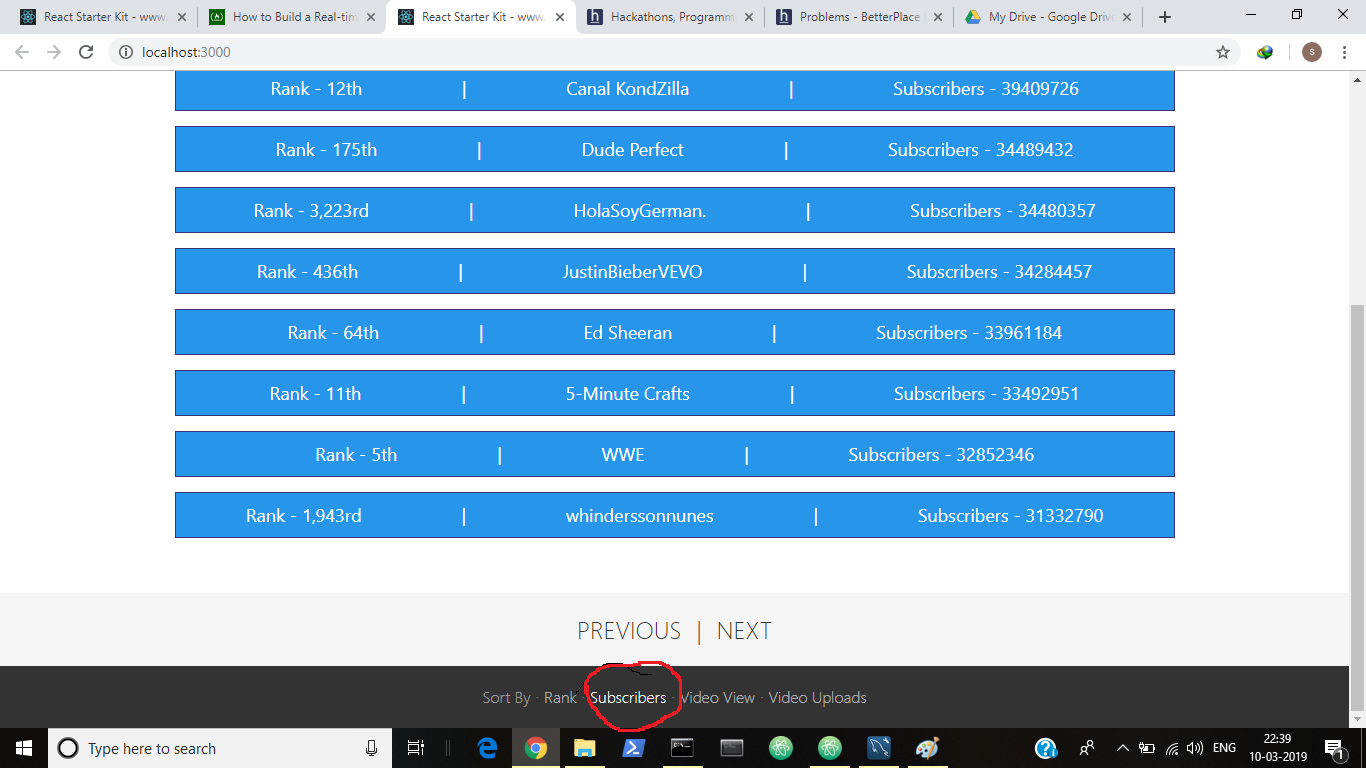 React Starter Kit - www. How to Build a Real-tim React Starter Kit - www. Hackathons, Programm Problems - BetterPlace My Drive - Google Driv
localhost:3000 s
Rank - 12th | Canal KondZilla | Subscribers - 39409726
Rank - 175th | Dude Perfect | Subscribers - 34489432
Rank - 3,223rd | HolaSoyGerman. | Subscribers - 34480357
Rank - 436th | JustinBieberVEVO | Subscribers - 34284457
Rank - 64th | Ed Sheeran | Subscribers - 33961184
Rank - 11th | 5-Minute Crafts | Subscribers - 33492951
Rank - 5th | WWE | Subscribers - 32852346
Rank - 1,943rd | whinderssonnunes | Subscribers - 31332790
PREVIOUS | NEXT
Sort By · Rank · Subscribers · Video View · Video Uploads
Type here to search ENG 22:39
10-03-2019 1